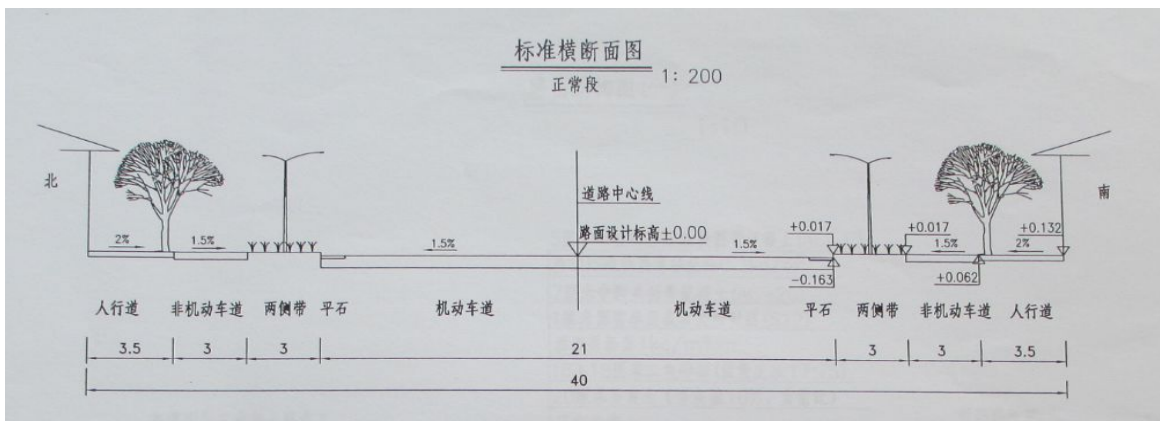 标准横断面图
正常段
1: 200
北
南
道路中心线
路面设计标高±0.00
2%
1.5%
1.5%
1.5%
+0.017
+0.017
1.5%
2%
+0.132
-0.163
+0.062
人行道 非机动车道 两侧带 平石 机动车道 机动车道 平石 两侧带 非机动车道 人行道
3.5 3 3 21 3 3 3.5
40